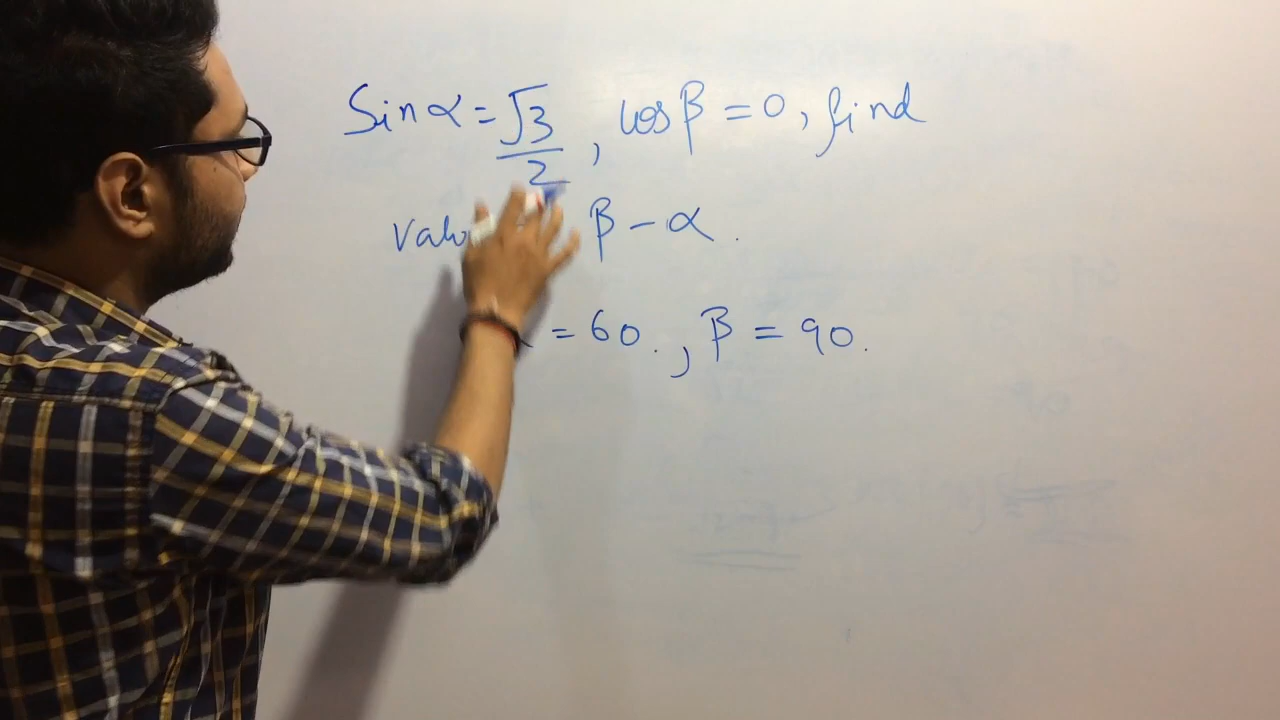 Sin α = √3/2 , cos β = 0, find
β - α .
= 60 . , β = 90 .